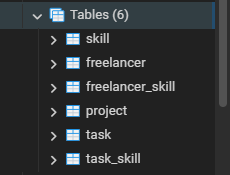 Tables (6)
skill
freelancer
freelancer_skill
project
task
task_skill